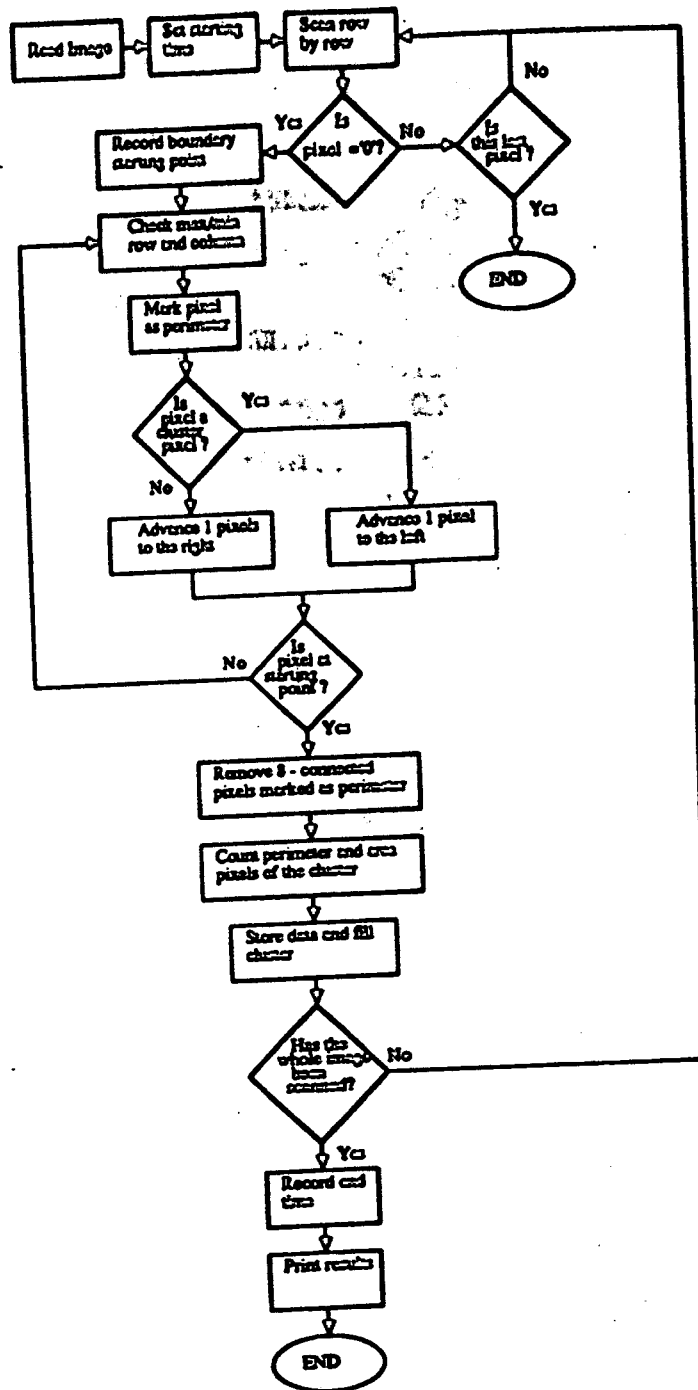 Read Image
Set starting
time
Scan row
by row
Is
pixel ='0'?
Yes
No
Is
this last
pixel ?
No
Yes
END
Record boundary
starting point
Check max/min
row and column
Mark pixel
as perimeter
Is
pixel a
cluster
pixel ?
Yes
No
Advance 1 pixels
to the right
Advance 1 pixel
to the left
Is
pixel at
starting
point ?
No
Yes
Remove 8 - connected
pixels marked as perimeter
Count perimeter and area
pixels of the cluster
Store data and fill
cluster
Has the
whole image
been
scanned?
No
Yes
Record end
time
Print results
END